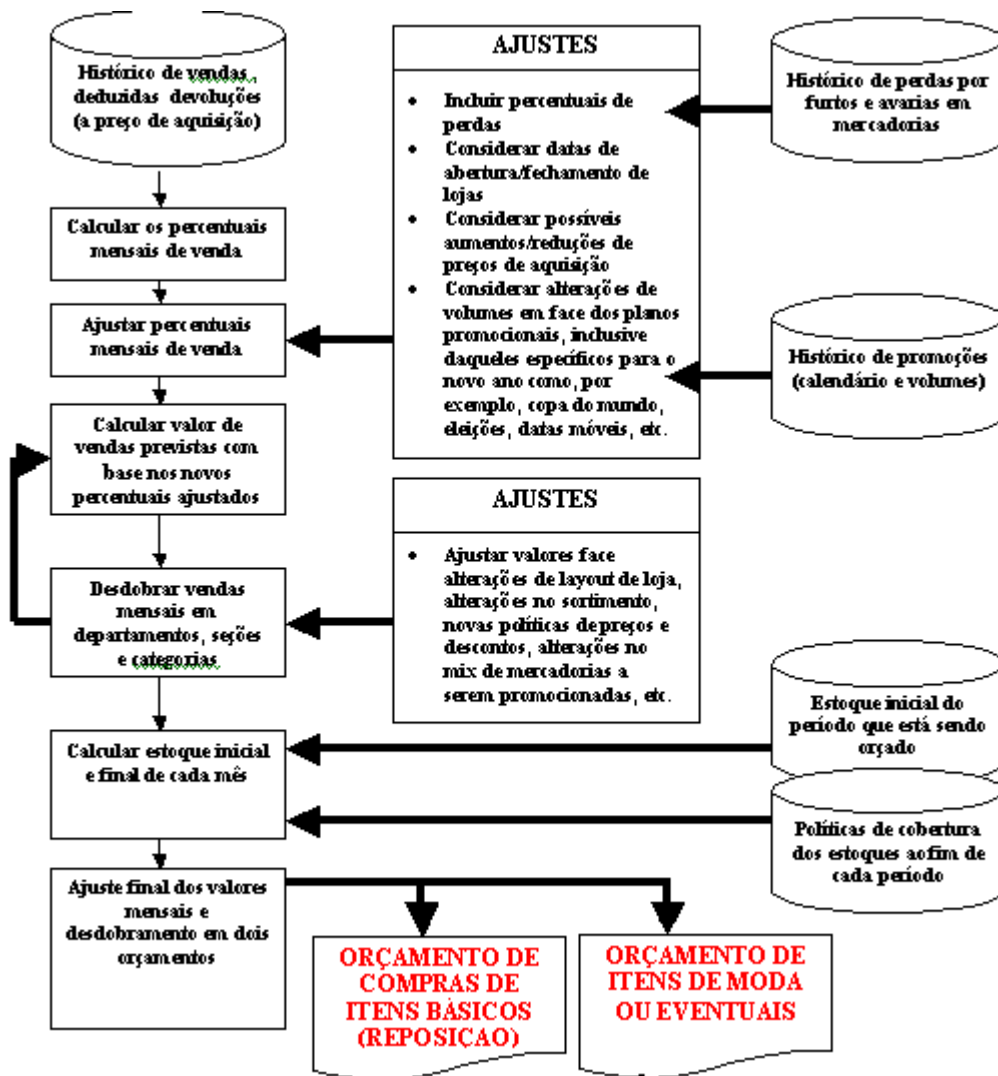 Histórico de vendas,
deduzidas devoluções
(a preço de aquisição)
Calcular os percentuais
mensais de venda
Ajustar percentuais
mensais de venda
Calcular valor de
vendas previstas com
base nos novos
percentuais ajustados
Desdobrar vendas
mensais em
departamentos, seções
e categorias
Calcular estoque inicial
e final de cada mês
Ajuste final dos valores
mensais e
desdobramento em dois
orçamentos
AJUSTES
• Incluir percentuais de
perdas
• Considerar datas de
abertura/fechamento de
lojas
• Considerar possíveis
aumentos/reduções de
preços de aquisição
• Considerar alterações de
volumes em face dos planos
promocionais, inclusive
daqueles específicos para o
novo ano como, por
exemplo, copa do mundo,
eleições, datas móveis, etc.
AJUSTES
• Ajustar valores face
alterações de layout de loja,
alterações no sortimento,
novas políticas de preços e
descontos, alterações no
mix de mercadorias a
serem promocionadas, etc.
Histórico de perdas por
furtos e avarias em
mercadorias
Histórico de promoções
(calendário e volumes)
Estoque inicial do
período que está sendo
orçado
Políticas de cobertura
dos estoques ao fim de
cada período
ORÇAMENTO DE
COMPRAS DE
ITENS BÁSICOS
(REPOSICAO)
ORÇAMENTO DE
ITENS DE MODA
OU EVENTUAIS